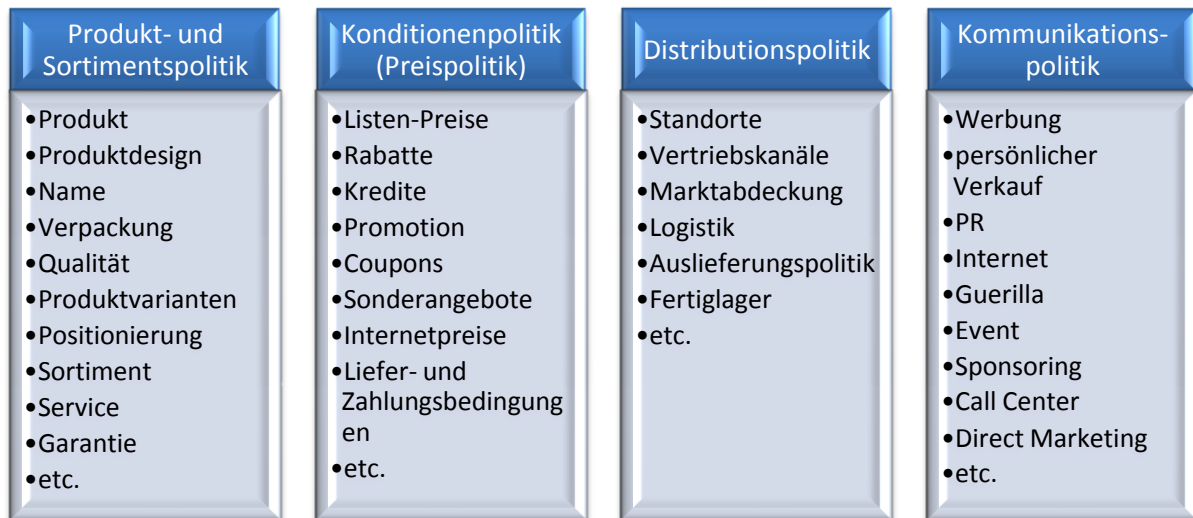 Produkt- und
Sortimentspolitik
•Produkt
•Produktdesign
•Name
•Verpackung
•Qualität
•Produktvarianten
•Positionierung
•Sortiment
•Service
•Garantie
•etc.
Konditionenpolitik
(Preispolitik)
•Listen-Preise
•Rabatte
•Kredite
•Promotion
•Coupons
•Sonderangebote
•Internetpreise
•Liefer- und
Zahlungsbedingung
en
•etc.
Distributionspolitik
•Standorte
•Vertriebskanäle
•Marktabdeckung
•Logistik
•Auslieferungspolitik
•Fertiglager
•etc.
Kommunikations-
politik
•Werbung
•persönlicher
Verkauf
•PR
•Internet
•Guerilla
•Event
•Sponsoring
•Call Center
•Direct Marketing
•etc.